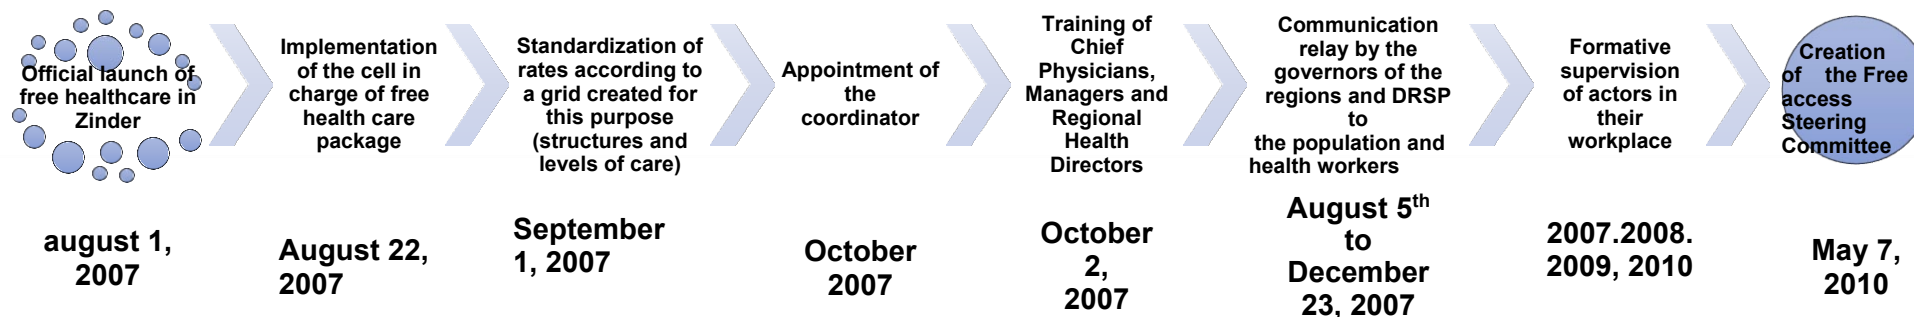 Official launch of
free healthcare in
Zinder
Implementation
of the cell in
charge of free
health care
package
Standardization of
rates according to
a grid created for
this purpose
(structures and
levels of care)
Appointment of
the
coordinator
Training of
Chief
Physicians,
Managers and
Regional
Health
Directors
Communication
relay by the
governors of the
regions and DRSP
to
the population and
health workers
Formative
supervision
of actors in
their
workplace
Creation
of the Free
access
Steering
Committee
august 1,
2007
August 22,
2007
September
1, 2007
October
2007
October
2,
2007
August 5th
to
December
23, 2007
2007.2008.
2009, 2010
May 7,
2010